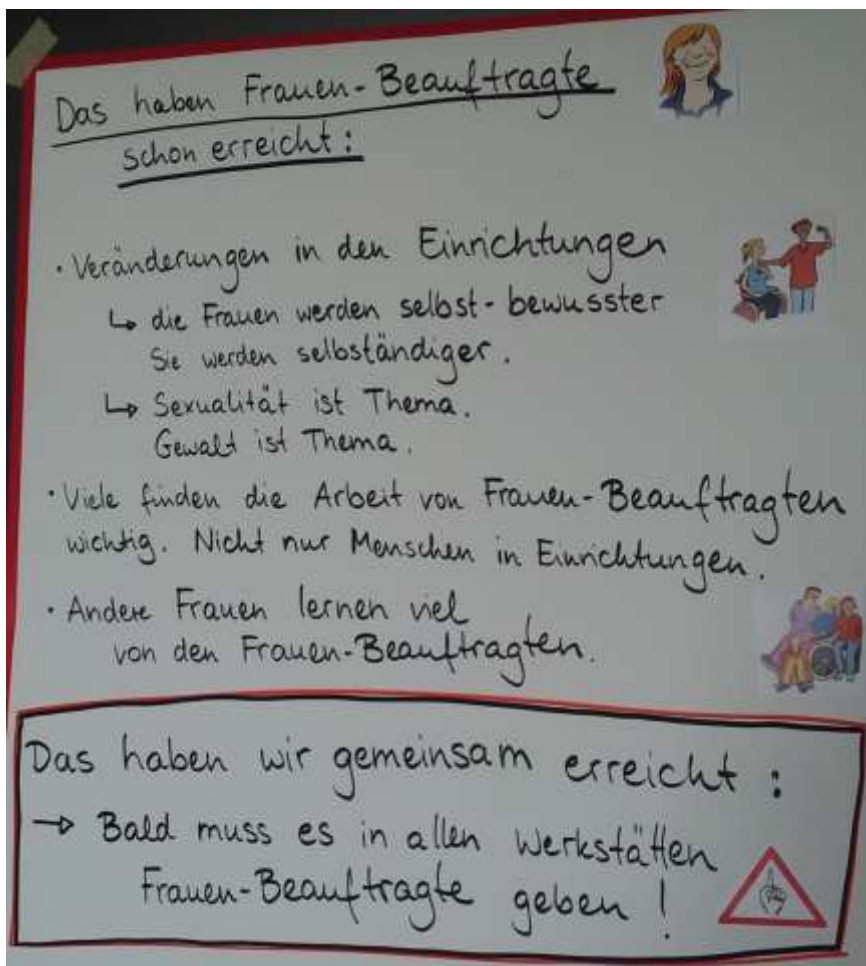 Das haben Frauen-Beauftragte
schon erreicht:
· Veränderungen in den Einrichtungen
↳ die Frauen werden selbst-bewusster
Sie werden selbständiger.
↳ Sexualität ist Thema.
Gewalt ist Thema.
· Viele finden die Arbeit von Frauen-Beauftragten
wichtig. Nicht nur Menschen in Einrichtungen.
· Andere Frauen lernen viel
von den Frauen-Beauftragten.
Das haben wir gemeinsam erreicht:
→ Bald muss es in allen Werkstätten
Frauen-Beauftragte geben!